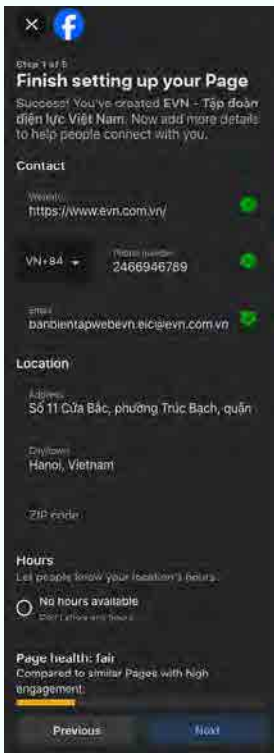 Step 1 of 5
Finish setting up your Page
Success! You've created EVN - Tập đoàn
điện lực Việt Nam. Now add more details
to help people connect with you.
Contact
Website
https://www.evn.com.vn/
VN+84
Phone number
2466946789
Email
banbientapwebevn.eic@evn.com.vn
Location
Address
Số 11 Cửa Bắc, phường Trúc Bạch, quận
City/town
Hanoi, Vietnam
ZIP code
Hours
Let people know your location's hours.
No hours available
Page health: fair
Compared to similar Pages with high
engagement:
Previous
Next